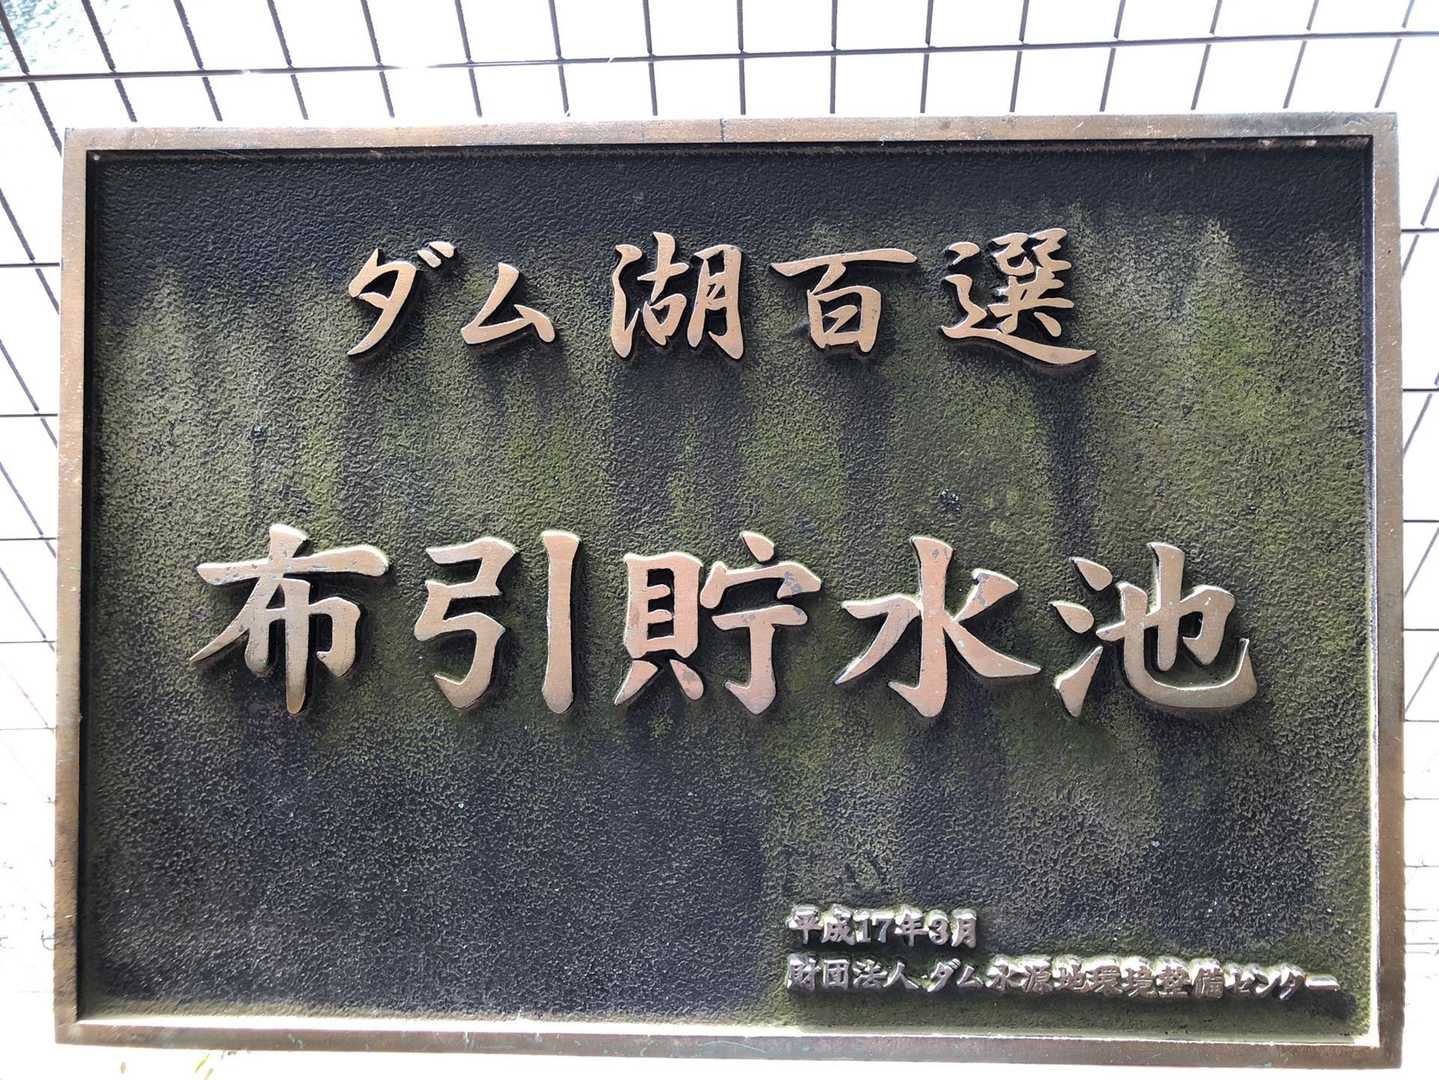 ダム湖百選
布引貯水池
平成17年3月
財団法人 ダム水源地環境整備センター